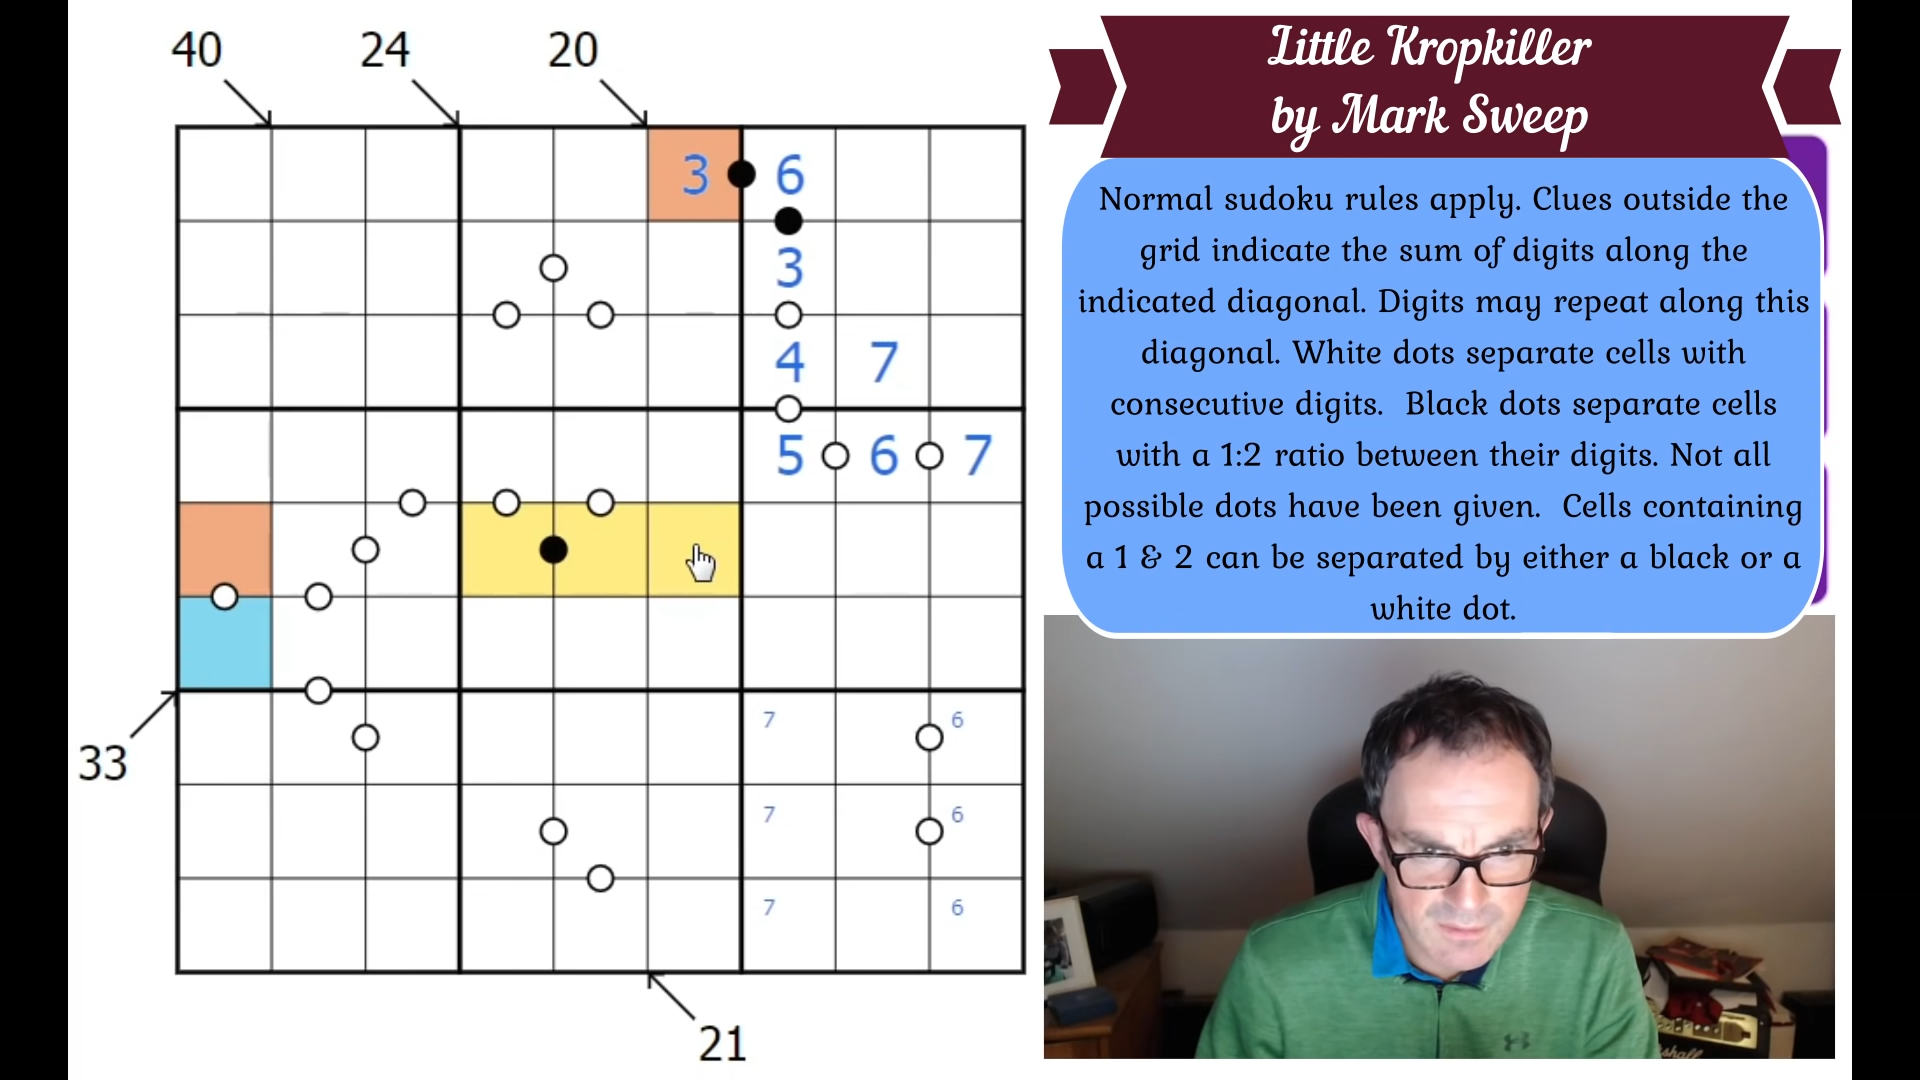 40 24 20
Little Kropkiller
by Mark Sweep
Normal sudoku rules apply. Clues outside the
grid indicate the sum of digits along the
indicated diagonal. Digits may repeat along this
diagonal. White dots separate cells with
consecutive digits. Black dots separate cells
with a 1:2 ratio between their digits. Not all
possible dots have been given. Cells containing
a 1 & 2 can be separated by either a black or a
white dot.
3 6
3
4 7
5 6 7
33
7 6
7 6
7 6
21